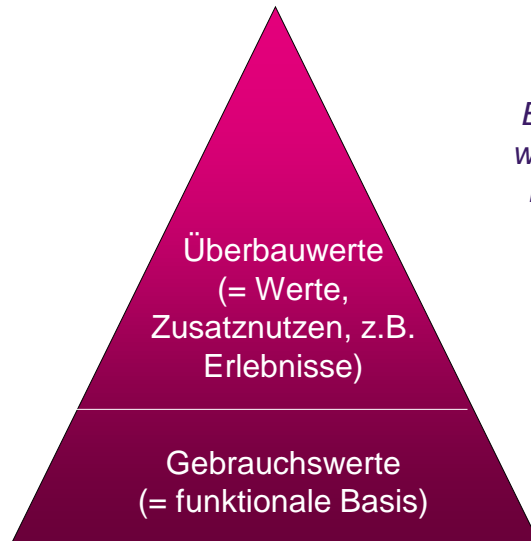 Überbauwerte
(= Werte,
Zusatznutzen, z.B.
Erlebnisse)
Gebrauchswerte
(= funktionale Basis)